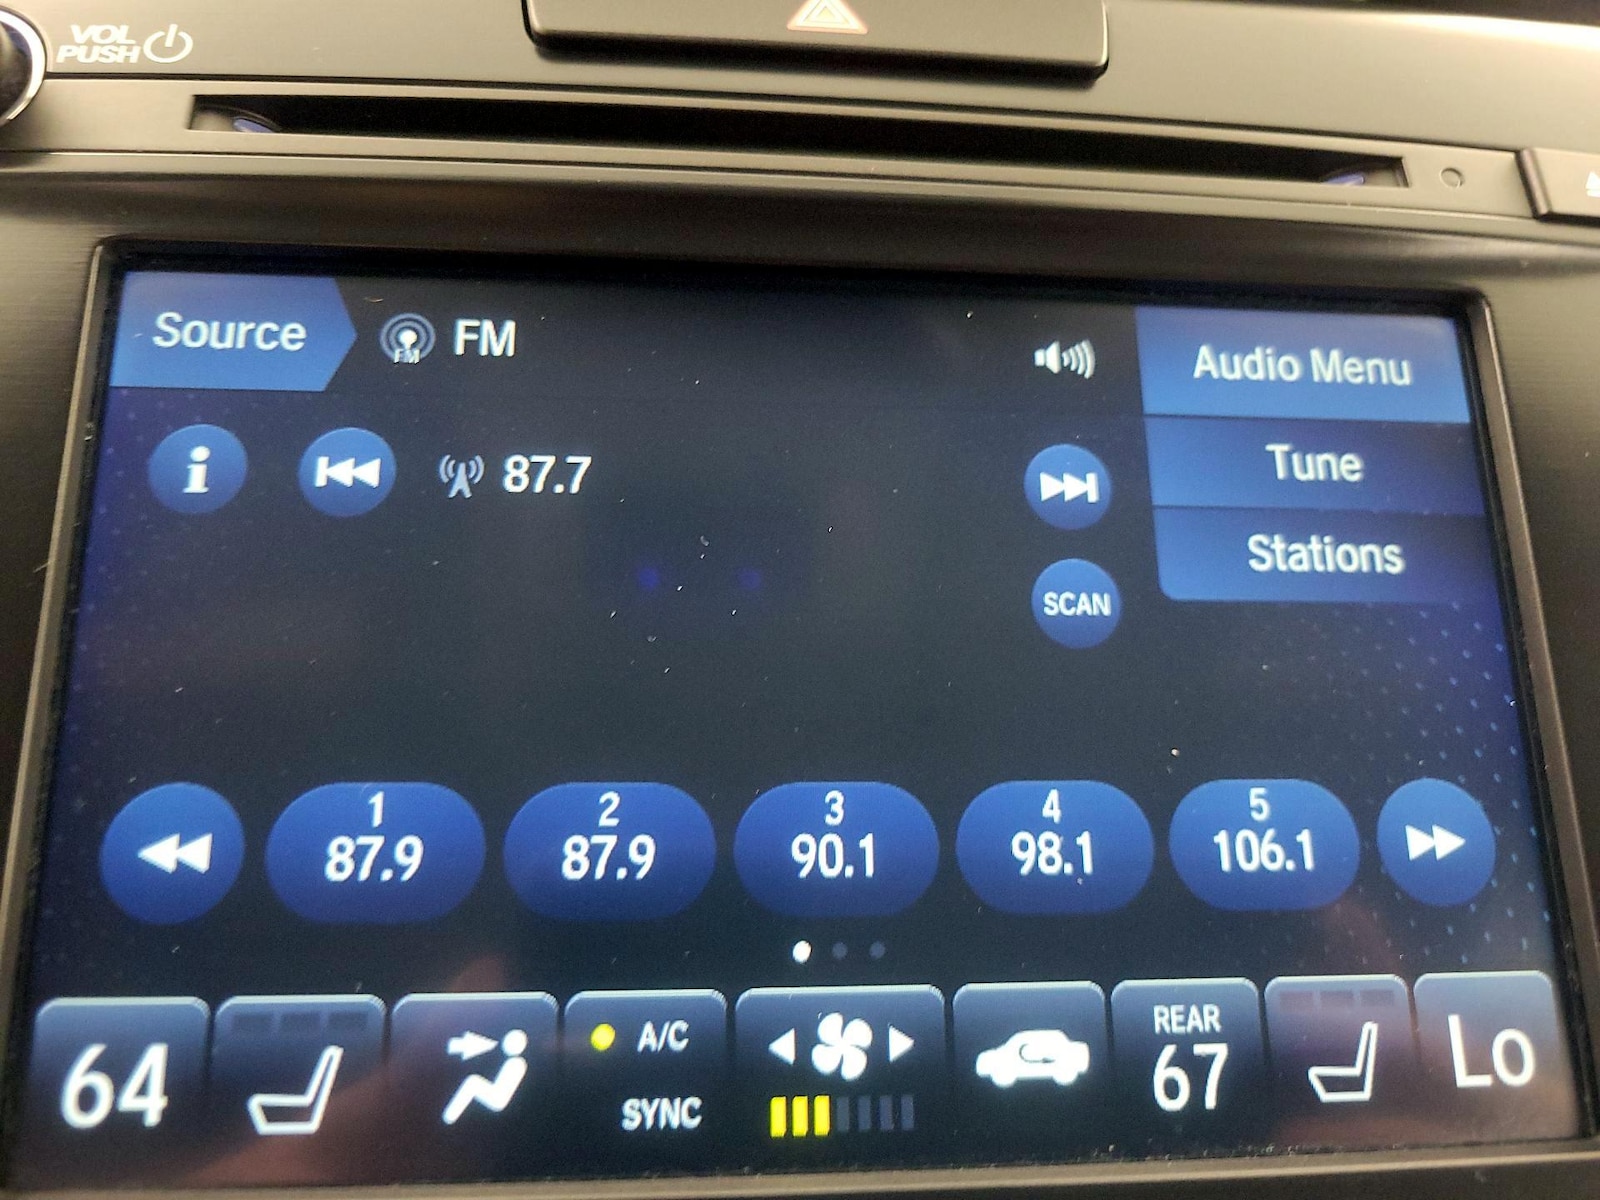 VOL
PUSH
Source
FM
FM
Audio Menu
87.7
Tune
Stations
SCAN
1
87.9
2
87.9
3
90.1
4
98.1
5
106.1
64
A/C
SYNC
REAR
67
Lo